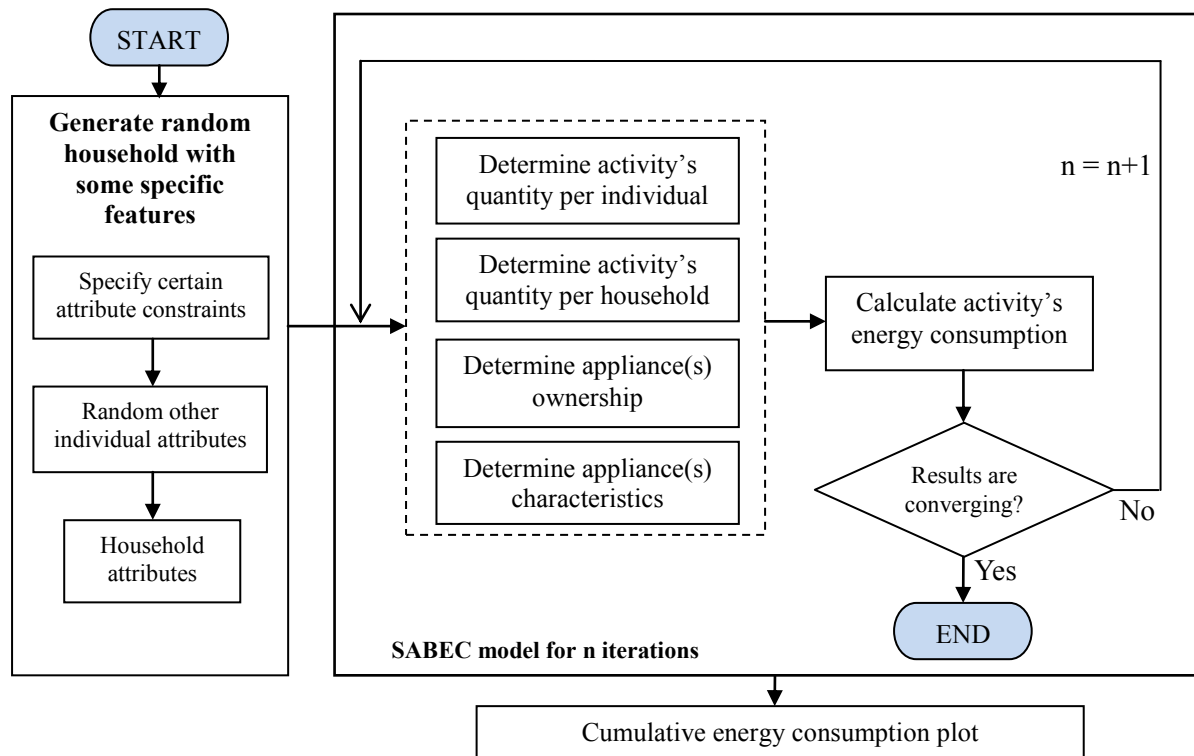 START
Generate random
household with
some specific
features
Specify certain
attribute constraints
Random other
individual attributes
Household
attributes
n = n+1
Determine activity’s
quantity per individual
Determine activity’s
quantity per household
Determine appliance(s)
ownership
Determine appliance(s)
characteristics
Calculate activity’s
energy consumption
Results are
converging?
No
Yes
END
SABEC model for n iterations
Cumulative energy consumption plot